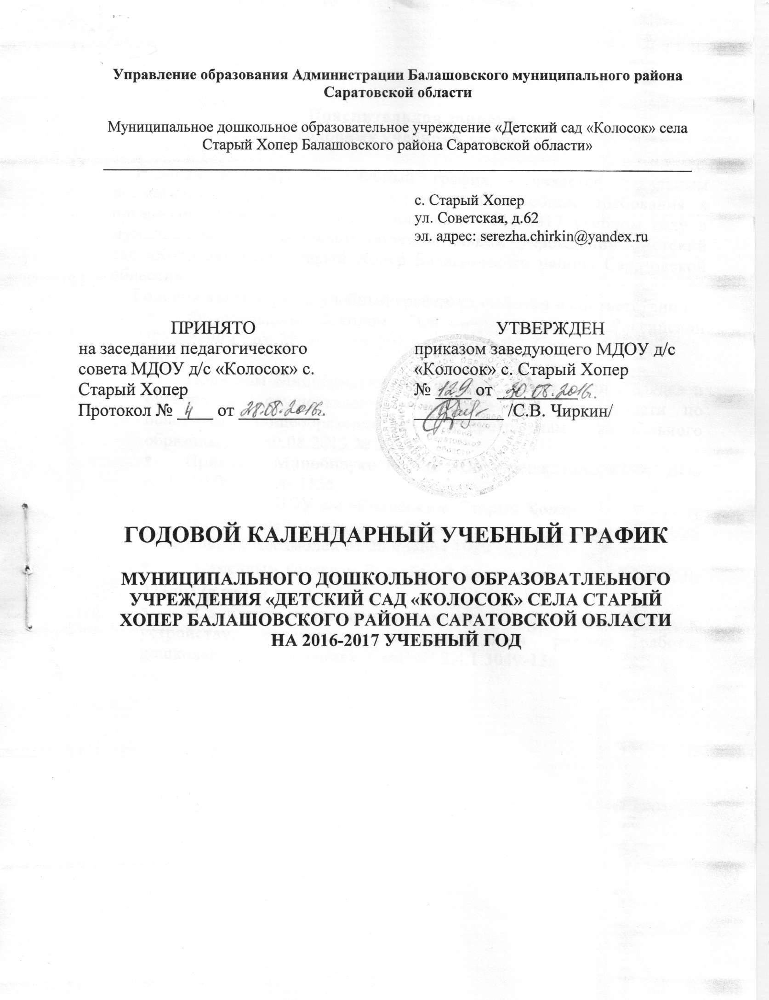 Управление образования Администрации Балашовского муниципального района
Саратовской области
Муниципальное дошкольное образовательное учреждение «Детский сад «Колосок» села
Старый Хопер Балашовского района Саратовской области»
с. Старый Хопер
ул. Советская, д.62
эл. адрес: serezha.chirkin@yandex.ru
ПРИНЯТО
на заседании педагогического
совета МДОУ д/с «Колосок» с.
Старый Хопер
Протокол № 4 от 28.08.2016г.
УТВЕРЖДЕН
приказом заведующего МДОУ д/с
«Колосок» с. Старый Хопер
№ 129 от 30.08.2016г.
/С.В. Чиркин/
района
Саратовской
области
ГОДОВОЙ КАЛЕНДАРНЫЙ УЧЕБНЫЙ ГРАФИК
МУНИЦИПАЛЬНОГО ДОШКОЛЬНОГО ОБРАЗОВАТЛЕЬНОГО
УЧРЕЖДЕНИЯ «ДЕТСКИЙ САД «КОЛОСОК» СЕЛА СТАРЫЙ
ХОПЕР БАЛАШОВСКОГО РАЙОНА САРАТОВСКОЙ ОБЛАСТИ
НА 2016-2017 УЧЕБНЫЙ ГОД